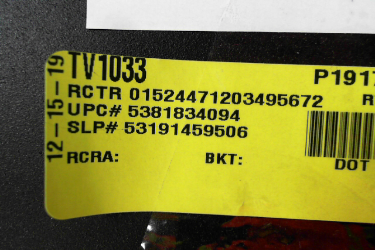 TV1033 P1917
RCTR 01524471203495672 R
UPC# 5381834094
SLP# 53191459506
RCRA: BKT: DOT
12-15-19